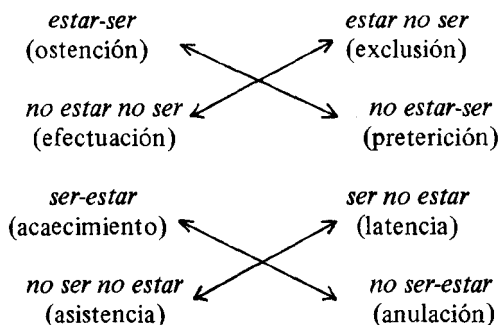 estar-ser estar no ser
(ostención) (exclusión)
no estar no ser no estar-ser
(efectuación) (preterición)
ser-estar ser no estar
(acaecimiento) (latencia)
no ser no estar no ser-estar
(asistencia) (anulación)